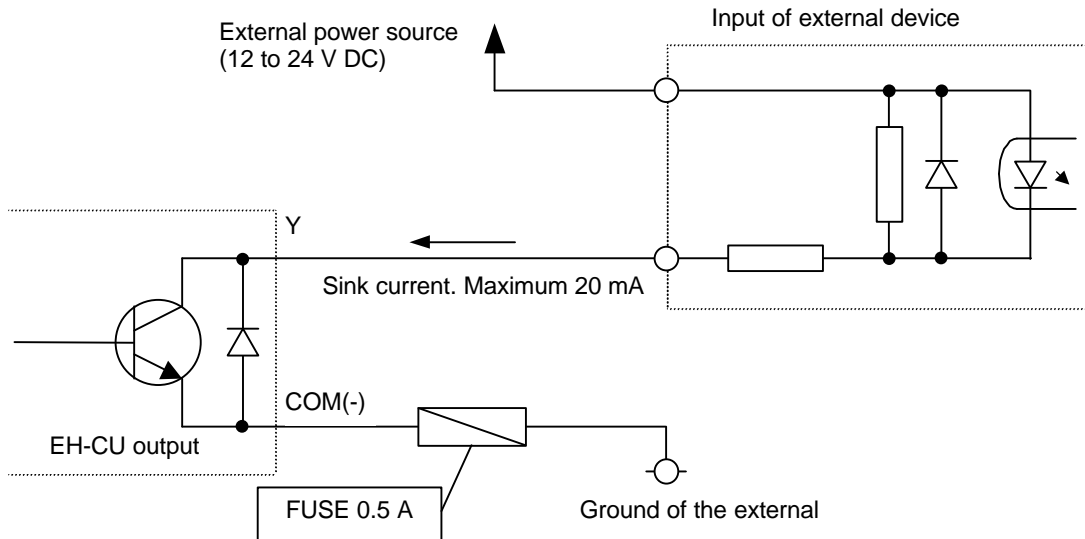 Input of external device
External power source
(12 to 24 V DC)
Y
Sink current. Maximum 20 mA
COM(-)
EH-CU output
FUSE 0.5 A
Ground of the external